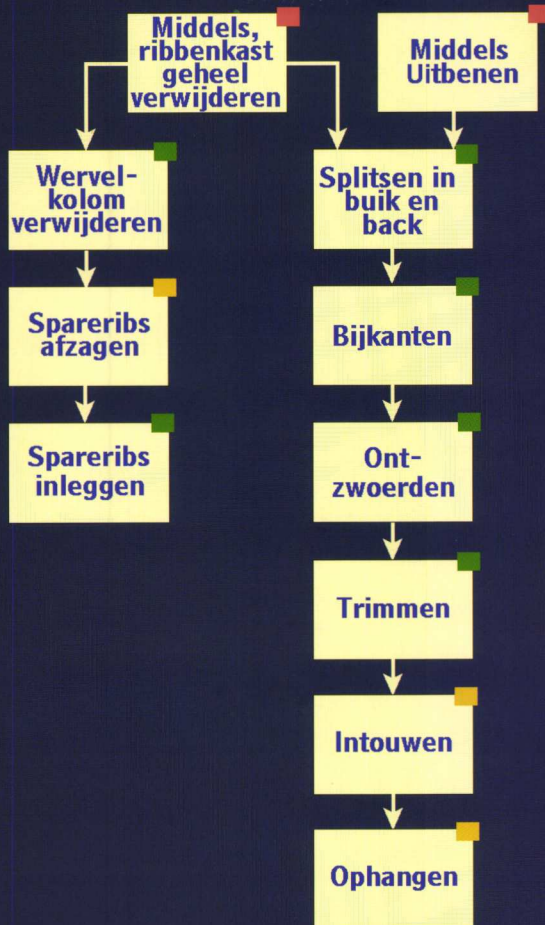 Middels,
ribbenkast
geheel
verwijderen
Middels
Uitbenen
Wervel-
kolom
verwijderen
Splitsen in
buik en
back
Spareribs
afzagen
Bijkanten
Spareribs
inleggen
Ont-
zwoerden
Trimmen
Intouwen
Ophangen